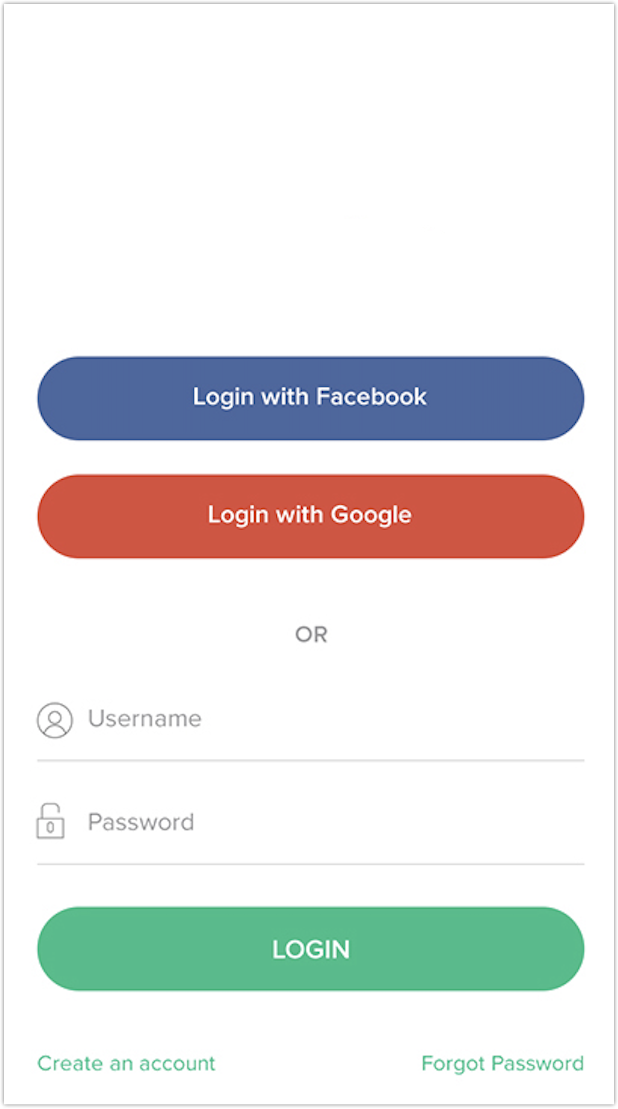 Login with Facebook
Login with Google
OR
Username
Password
LOGIN
Create an account
Forgot Password